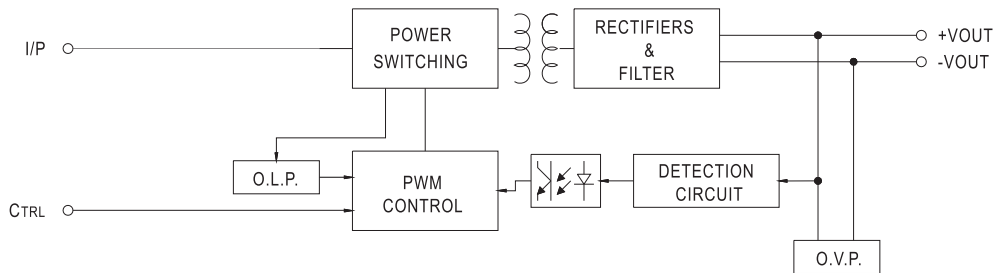 I/P
POWER
SWITCHING
RECTIFIERS
&
FILTER
+VOUT
-VOUT
O.L.P.
PWM
CONTROL
DETECTION
CIRCUIT
CTRL
O.V.P.